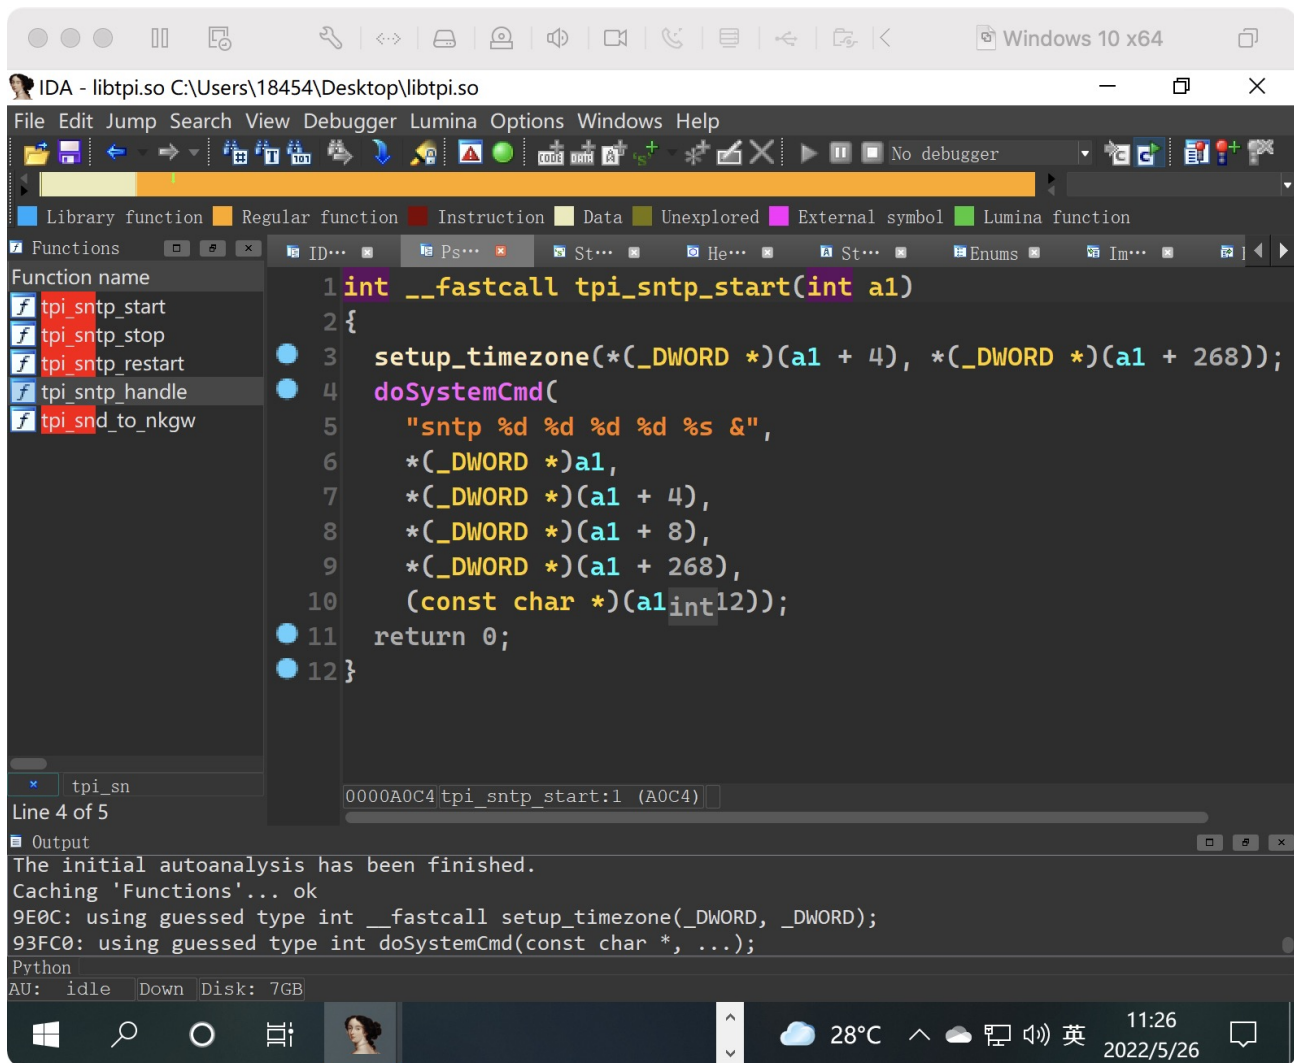 Windows 10 x64
IDA - libtpi.so C:\Users\18454\Desktop\libtpi.so
File Edit Jump Search View Debugger Lumina Options Windows Help
No debugger
Library function Regular function Instruction Data Unexplored External symbol Lumina function
Functions
ID··· Ps··· St··· He··· St··· Enums Im···
Function name
tpi_sntp_start
tpi_sntp_stop
tpi_sntp_restart
tpi_sntp_handle
tpi_snd_to_nkgw
1 int __fastcall tpi_sntp_start(int a1)
2 {
3 setup_timezone(*(_DWORD *)(a1 + 4), *(_DWORD *)(a1 + 268));
4 doSystemCmd(
5 "sntp %d %d %d %d %s &",
6 *(_DWORD *)a1,
7 *(_DWORD *)(a1 + 4),
8 *(_DWORD *)(a1 + 8),
9 *(_DWORD *)(a1 + 268),
10 (const char *)(a1 int 12));
11 return 0;
12 }
tpi_sn
Line 4 of 5
0000A0C4 tpi_sntp_start:1 (A0C4)
Output
The initial autoanalysis has been finished.
Caching 'Functions'... ok
9E0C: using guessed type int __fastcall setup_timezone(_DWORD, _DWORD);
93FC0: using guessed type int doSystemCmd(const char *, ...);
Python
AU: idle Down Disk: 7GB
28°C 英 11:26
2022/5/26